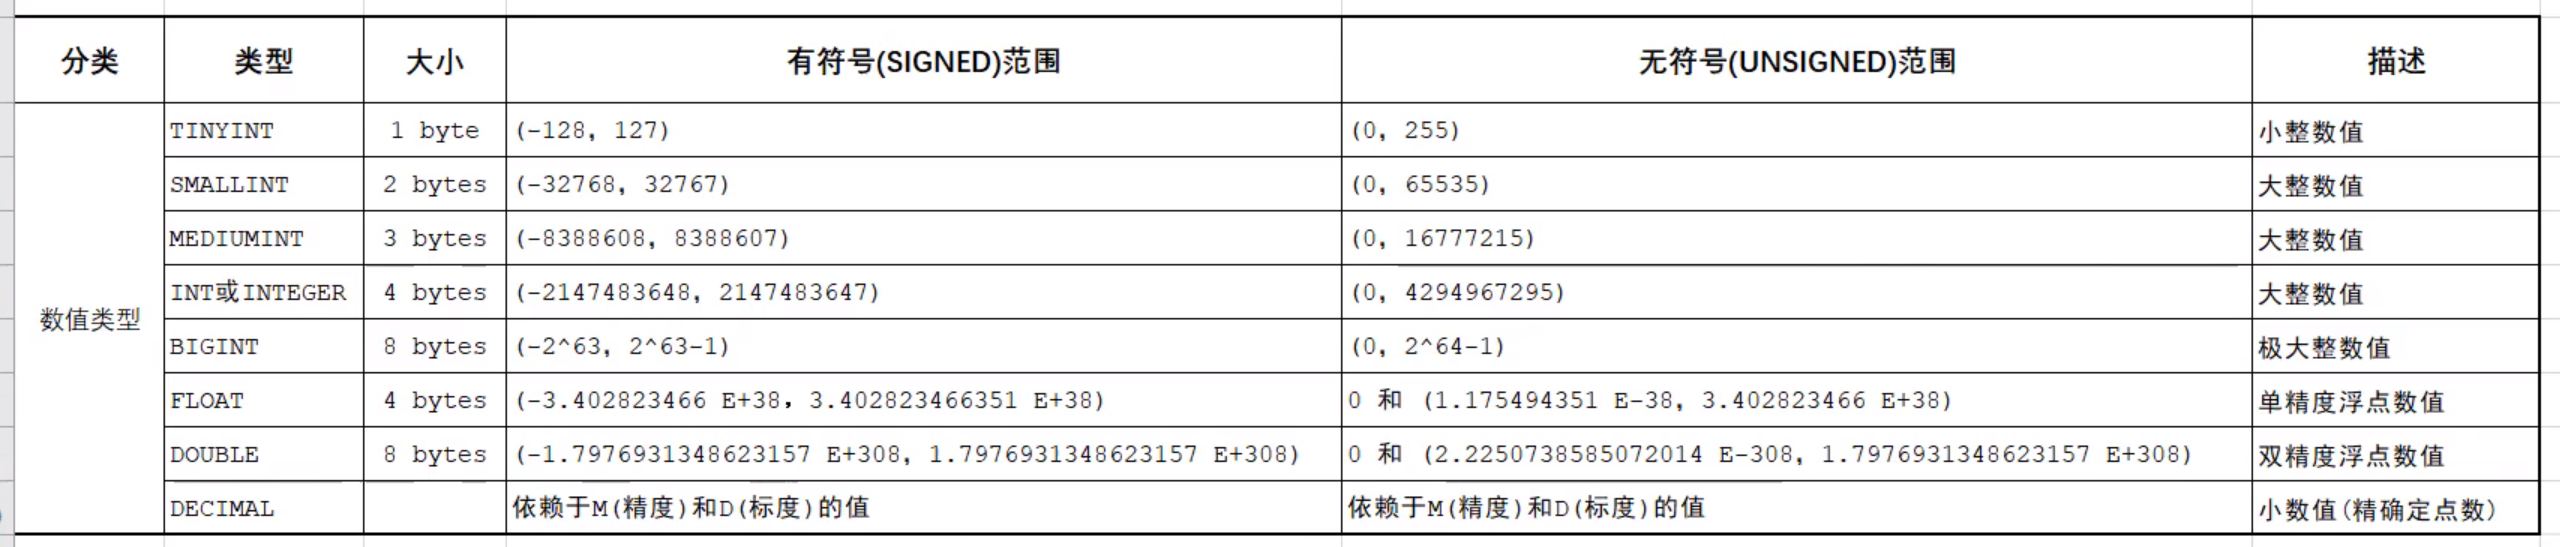 分类 类型 大小 有符号(SIGNED)范围 无符号(UNSIGNED)范围 描述
数值类型
TINYINT 1 byte (-128, 127) (0, 255) 小整数值
SMALLINT 2 bytes (-32768, 32767) (0, 65535) 大整数值
MEDIUMINT 3 bytes (-8388608, 8388607) (0, 16777215) 大整数值
INT或INTEGER 4 bytes (-2147483648, 2147483647) (0, 4294967295) 大整数值
BIGINT 8 bytes (-2^63, 2^63-1) (0, 2^64-1) 极大整数值
FLOAT 4 bytes (-3.402823466 E+38, 3.402823466351 E+38) 0 和 (1.175494351 E-38, 3.402823466 E+38) 单精度浮点数值
DOUBLE 8 bytes (-1.7976931348623157 E+308, 1.7976931348623157 E+308) 0 和 (2.2250738585072014 E-308, 1.7976931348623157 E+308) 双精度浮点数值
DECIMAL 依赖于M(精度)和D(标度)的值 依赖于M(精度)和D(标度)的值 小数值(精确定点数)